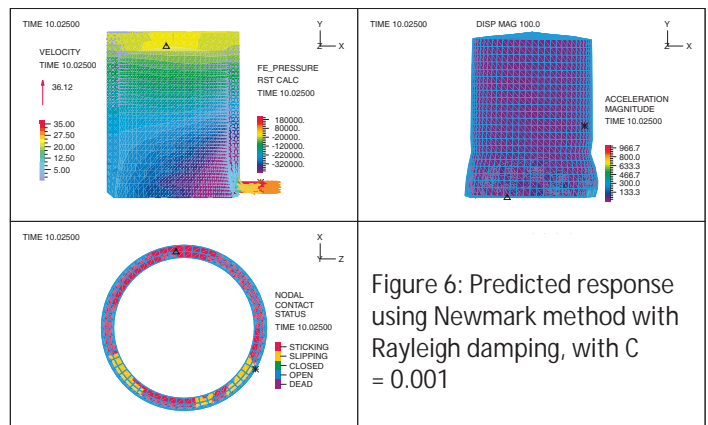 TIME 10.02500
Y
Z X
VELOCITY
TIME 10.02500
36.12
35.00
27.50
20.00
12.50
5.00
FE_PRESSURE
RST CALC
TIME 10.02500
180000.
80000.
-20000.
-120000.
-220000.
-320000.
TIME 10.02500
DISP MAG 100.0
Y
Z X
ACCELERATION
MAGNITUDE
TIME 10.02500
966.7
800.0
633.3
466.7
300.0
133.3
TIME 10.02500
X
Y Z
NODAL
CONTACT
STATUS
TIME 10.02500
STICKING
SLIPPING
CLOSED
OPEN
DEAD
Figure 6: Predicted response
using Newmark method with
Rayleigh damping, with C
= 0.001